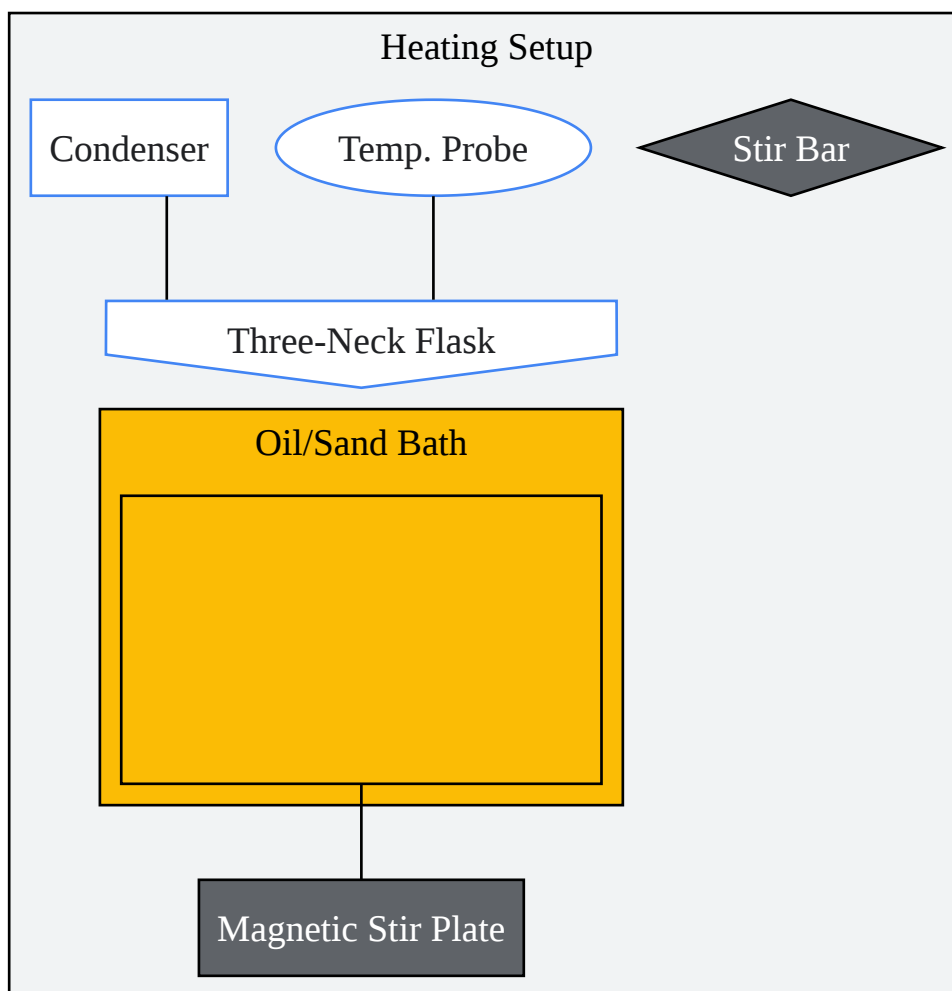 Heating Setup
Condenser
Temp. Probe
Stir Bar
Three-Neck Flask
Oil/Sand Bath
Magnetic Stir Plate